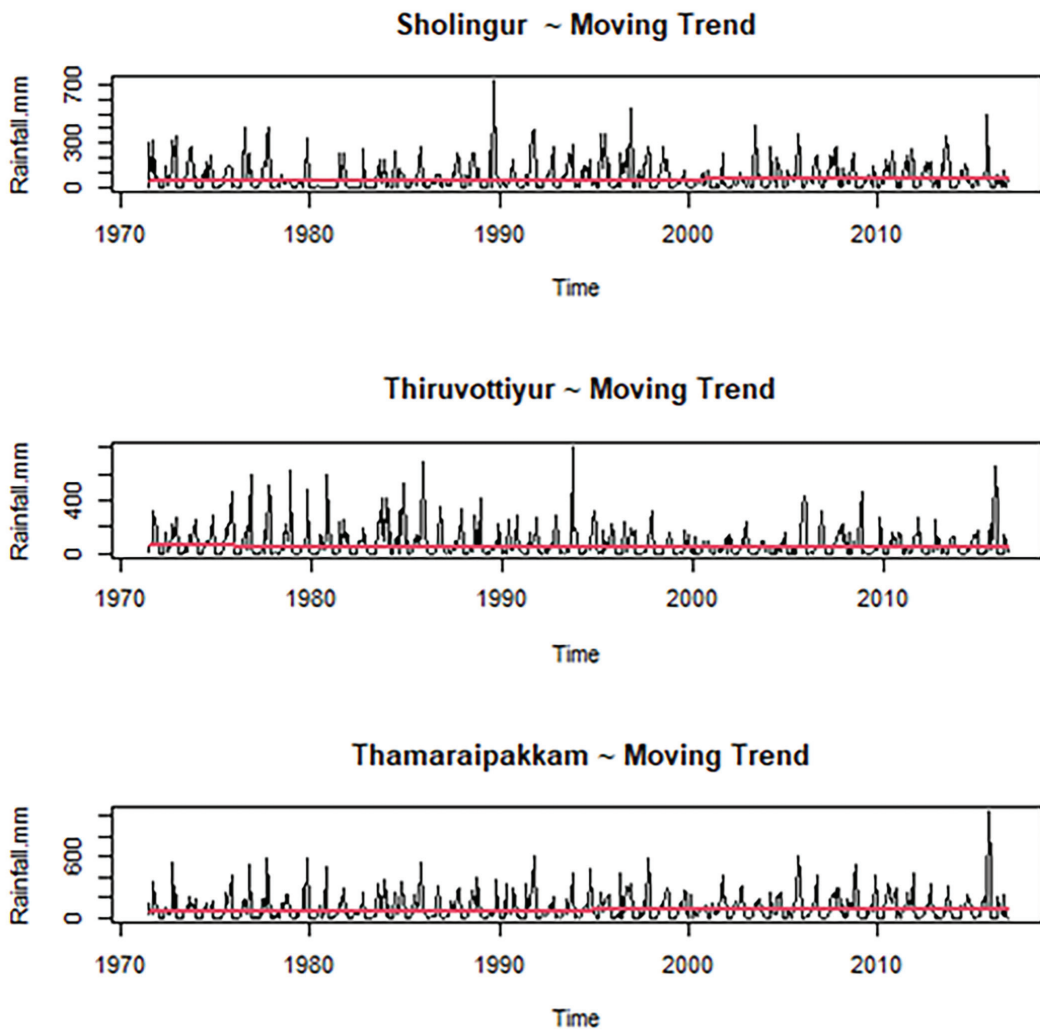 Sholingur ~ Moving Trend
Rainfall.mm
700
300
0
1970
1980
1990
2000
2010
Time
Thiruvottiyur ~ Moving Trend
Rainfall.mm
400
0
1970
1980
1990
2000
2010
Time
Thamaraipakkam ~ Moving Trend
Rainfall.mm
600
0
1970
1980
1990
2000
2010
Time